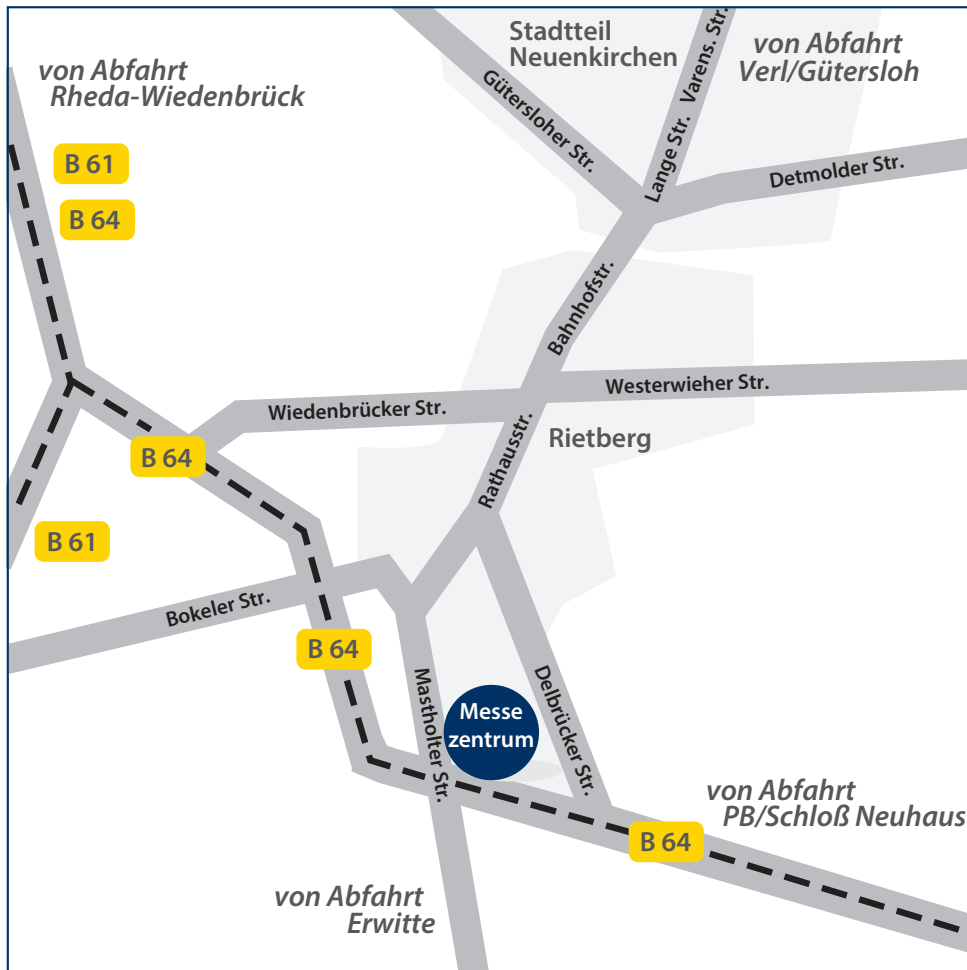 Stadtteil
Neuenkirchen
von Abfahrt
Verl/Gütersloh
von Abfahrt
Rheda-Wiedenbrück
Gütersloher Str.
Lange Str. Varens. Str.
Detmolder Str.
B 61
B 64
Bahnhofstr.
Westerwieher Str.
Wiedenbrücker Str.
Rietberg
Rathausstr.
B 64
B 61
Bokeler Str.
B 64
Mastholter Str.
Messe
zentrum
Delbrücker Str.
von Abfahrt
PB/Schloß Neuhaus
B 64
von Abfahrt
Erwitte